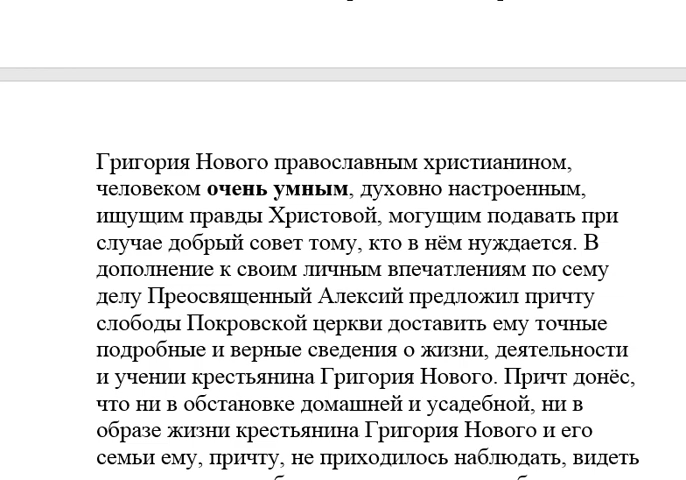 Григория Нового православным христианином,
человеком очень умным, духовно настроенным,
ищущим правды Христовой, могущим подавать при
случае добрый совет тому, кто в нём нуждается. В
дополнение к своим личным впечатлениям по сему
делу Преосвященный Алексий предложил причту
слободы Покровской церкви доставить ему точные
подробные и верные сведения о жизни, деятельности
и учении крестьянина Григория Нового. Причт донёс,
что ни в обстановке домашней и усадебной, ни в
образе жизни крестьянина Григория Нового и его
семьи ему, причту, не приходилось наблюдать, видеть